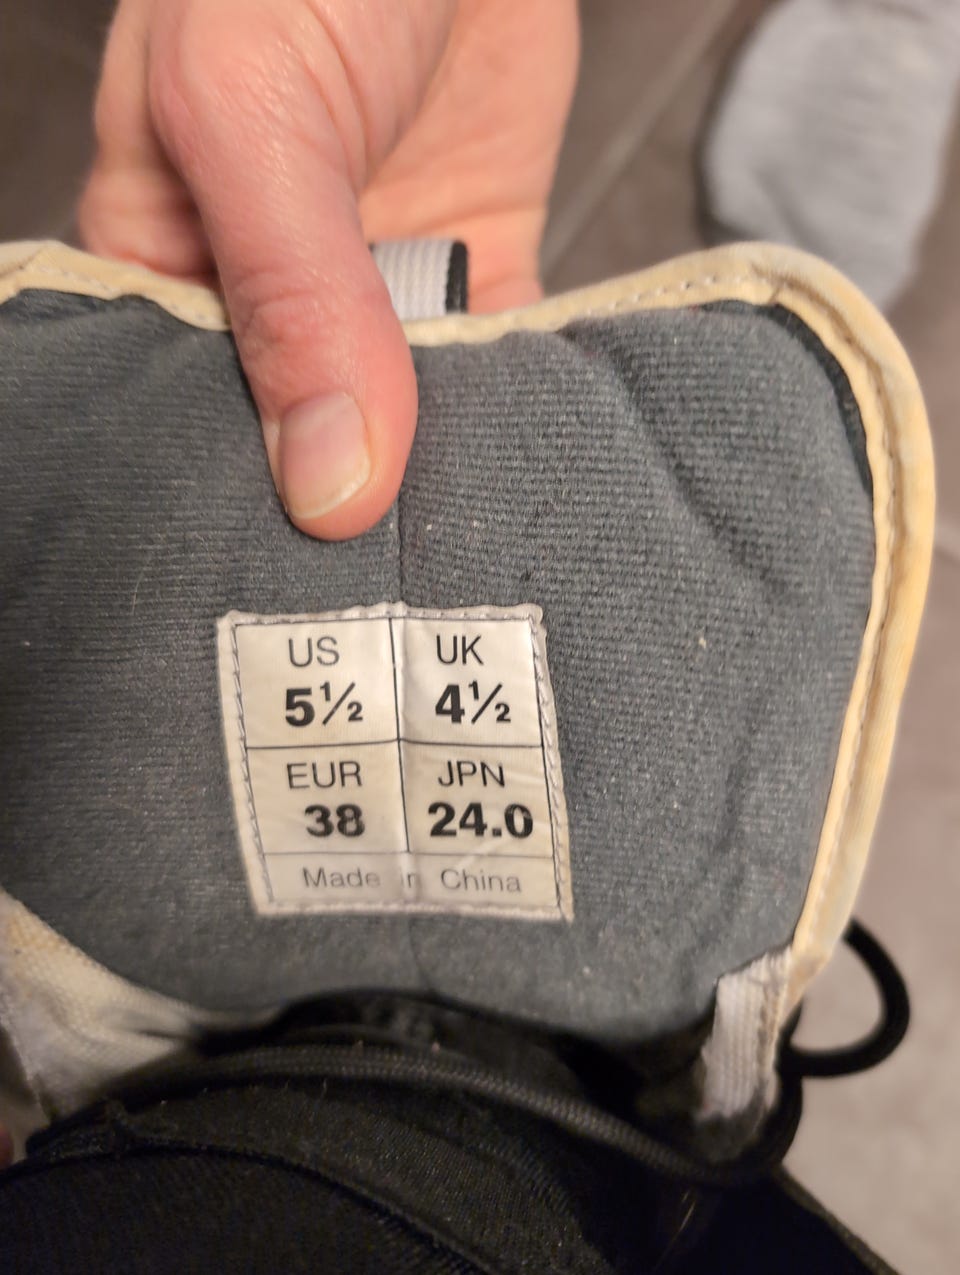 US UK
5½ 4½
EUR JPN
38 24.0
Made in China